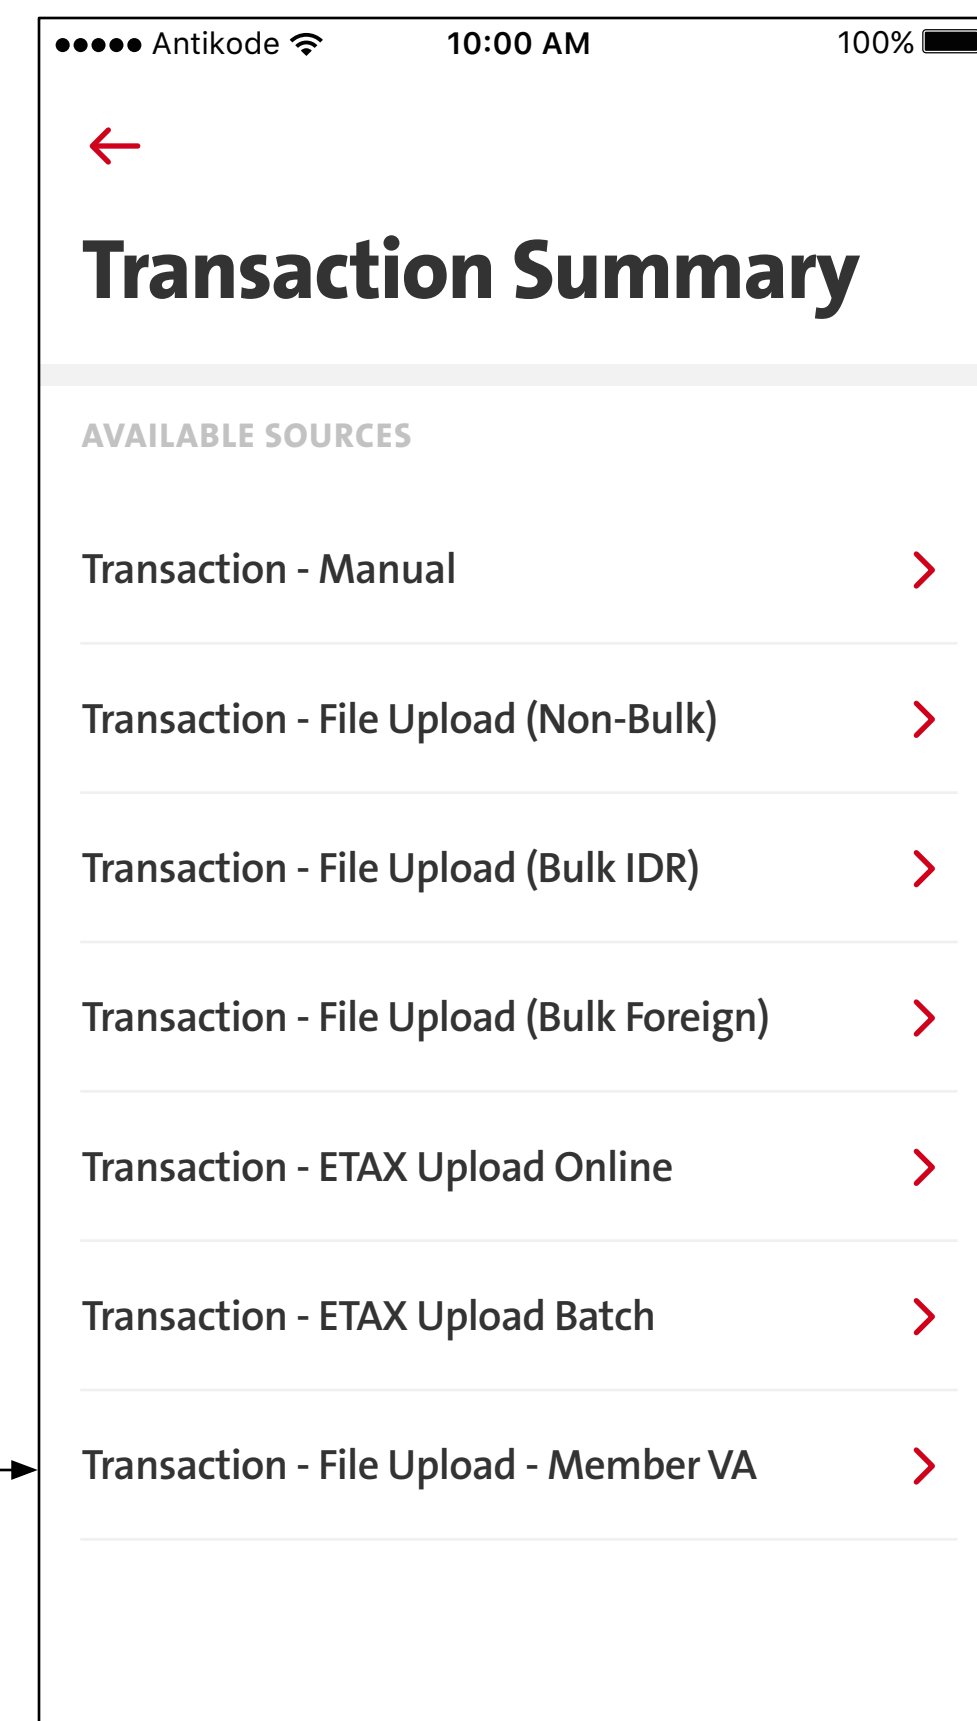 Antikode 10:00 AM 100%
Transaction Summary
AVAILABLE SOURCES
Transaction - Manual
Transaction - File Upload (Non-Bulk)
Transaction - File Upload (Bulk IDR)
Transaction - File Upload (Bulk Foreign)
Transaction - ETAX Upload Online
Transaction - ETAX Upload Batch
Transaction - File Upload - Member VA